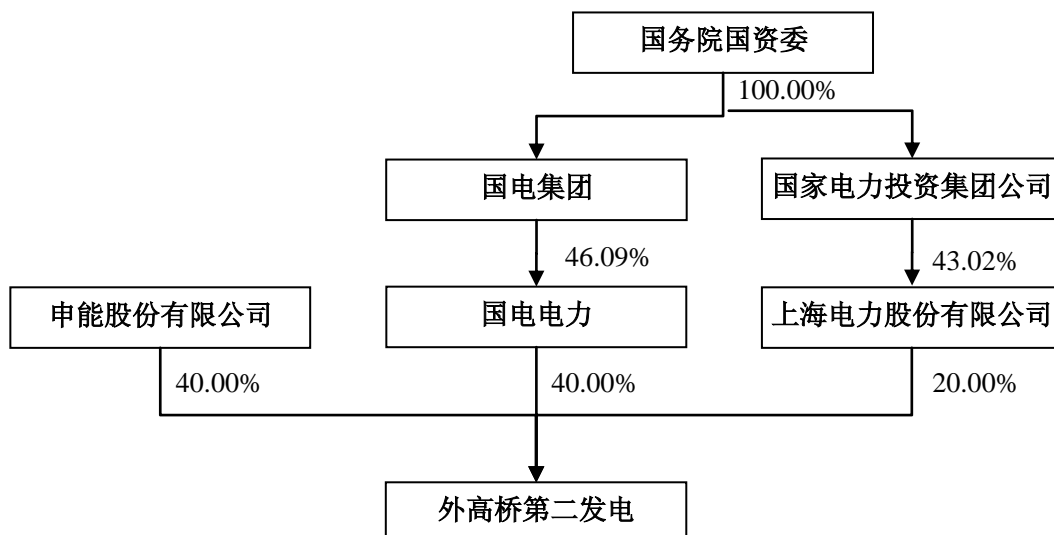 国务院国资委
100.00%
国电集团
国家电力投资集团公司
46.09%
43.02%
申能股份有限公司
国电电力
上海电力股份有限公司
40.00%
40.00%
20.00%
外高桥第二发电